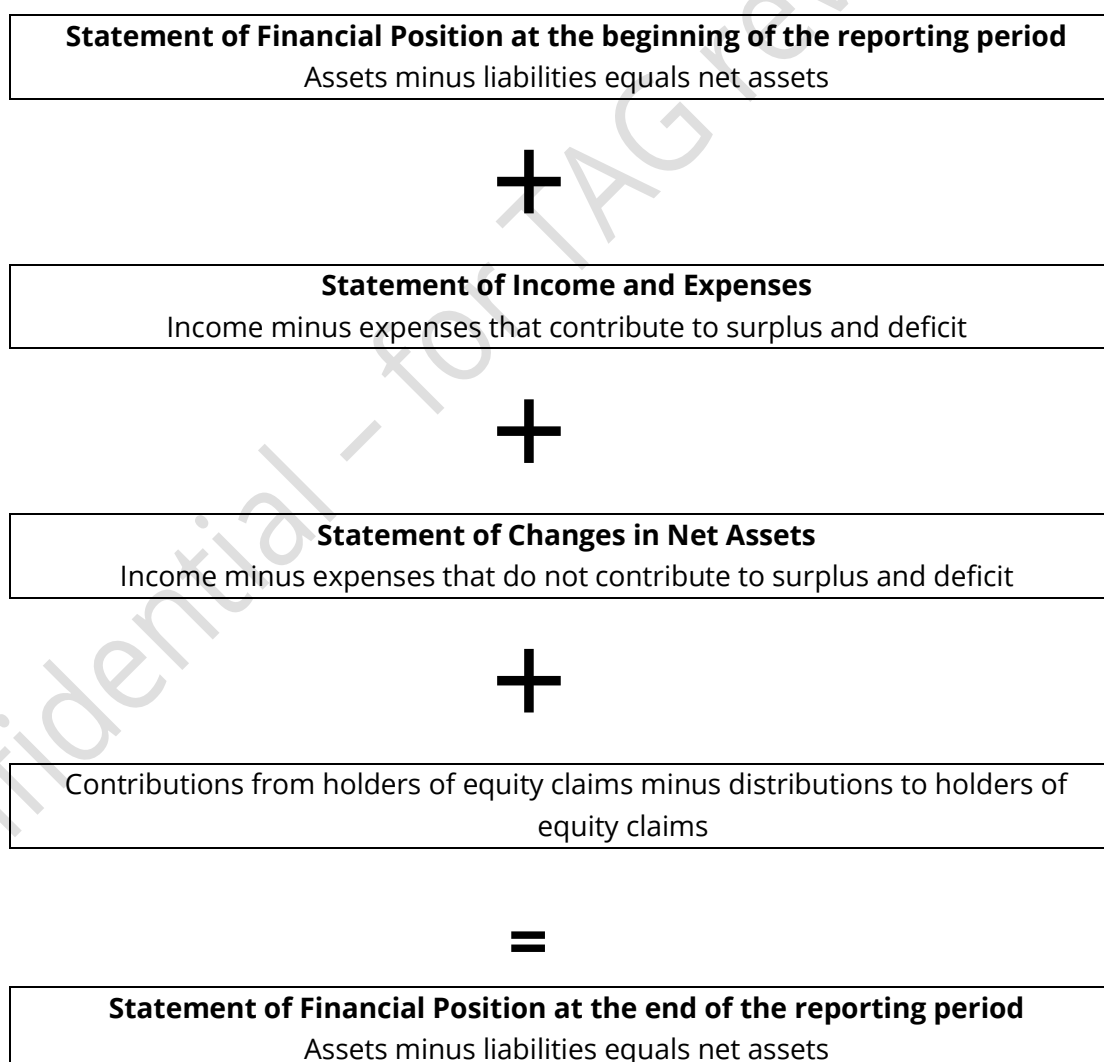 Statement of Financial Position at the beginning of the reporting period
Assets minus liabilities equals net assets
+
Statement of Income and Expenses
Income minus expenses that contribute to surplus and deficit
+
Statement of Changes in Net Assets
Income minus expenses that do not contribute to surplus and deficit
+
Contributions from holders of equity claims minus distributions to holders of
equity claims
=
Statement of Financial Position at the end of the reporting period
Assets minus liabilities equals net assets
nfidential – for TAG rev